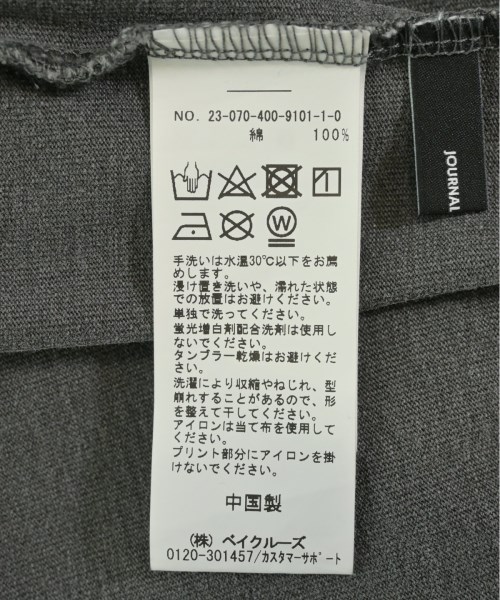 NO. 23-070-400-9101-1-0
綿 100%
W
手洗いは水温30℃以下をお薦
めします。
浸け置き洗いや、濡れた状態
での放置はお避けください。
単独で洗ってください。
蛍光増白剤配合洗剤は使用し
ないでください。
タンブラー乾燥はお避けくだ
さい。
洗濯により収縮やねじれ、型
崩れすることがあるので、形
を整えて干してください。
アイロンは当て布を使用して
ください。
プリント部分にアイロンを掛
けないでください。
中国製
(株) ベイクルーズ
0120-301457/ｶｽﾀﾏｰｻﾎﾟｰﾄ
JOURNAL